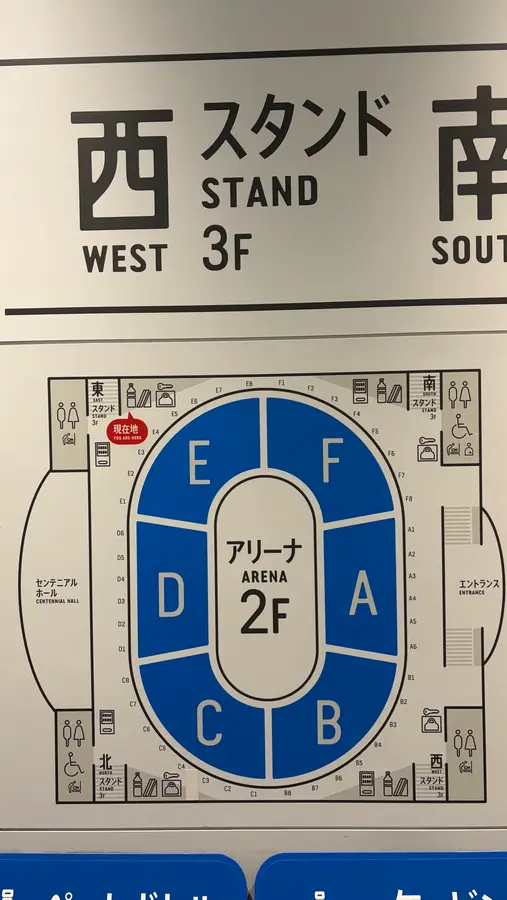 西
WEST
スタンド
STAND
3F
南
SOUT
東
EAST
スタンド
STAND
3F
現在地
YOU ARE HERE
南
SOUTH
スタンド
STAND
3F
E1
E2
E4
E5
E6
E7
E8
F1
F2
F3
F4
F5
F6
F7
F8
E
F
D
A
C
B
アリーナ
ARENA
2F
D6
D5
D4
D3
D2
D1
A1
A2
A3
A4
A5
A6
センテニアル
ホール
CENTENNIAL HALL
エントランス
ENTRANCE
C8
C7
C6
C5
C4
C3
C2
C1
B8
B7
B6
B5
B4
B3
B2
B1
北
NORTH
スタンド
STAND
3F
西
WEST
スタンド
STAND
3F